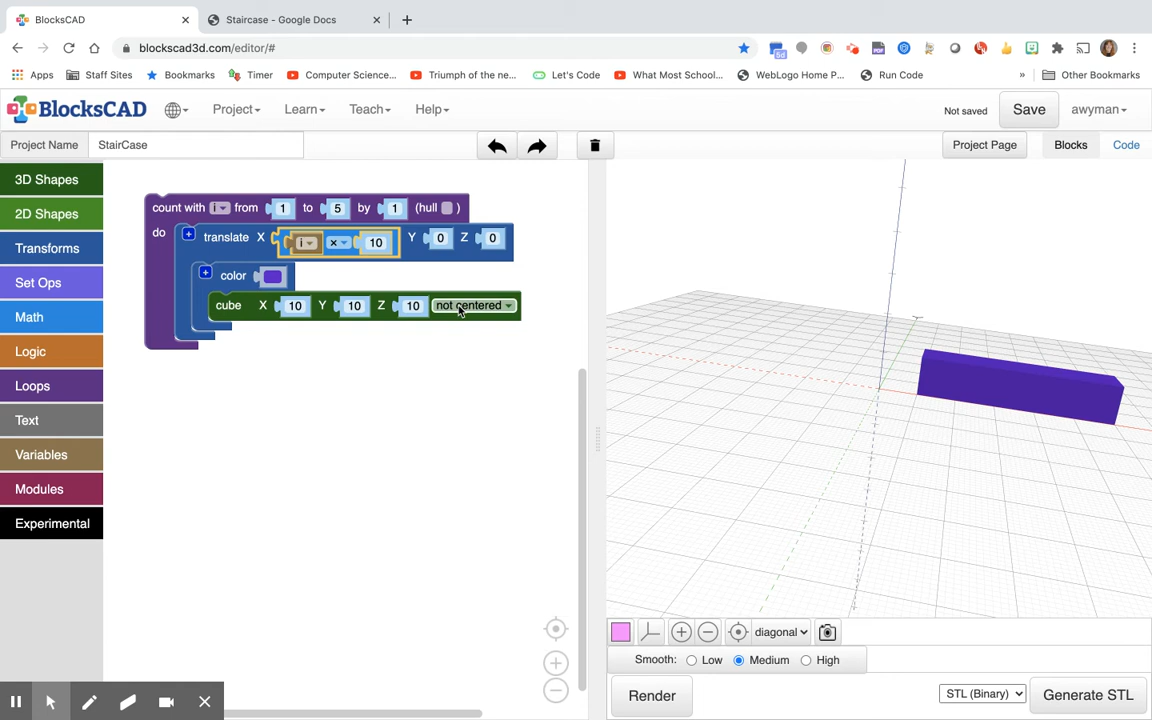 BlocksCAD
Staircase - Google Docs
blockscad3d.com/editor/#
6d
PDF
Apps
Staff Sites
Bookmarks
Timer
Computer Science...
Triumph of the ne...
Let's Code
What Most School...
WebLogo Home P...
Run Code
»
Other Bookmarks
BlocksCAD
Project
Learn
Teach
Help
Not saved
Save
awyman
Project Name
StairCase
Project Page
Blocks
Code
3D Shapes
2D Shapes
Transforms
Set Ops
Math
Logic
Loops
Text
Variables
Modules
Experimental
count with i from 1 to 5 by 1 (hull )
do
translate X i × 10 Y 0 Z 0
color
cube X 10 Y 10 Z 10 not centered
diagonal
Smooth: Low Medium High
Render
STL (Binary)
Generate STL